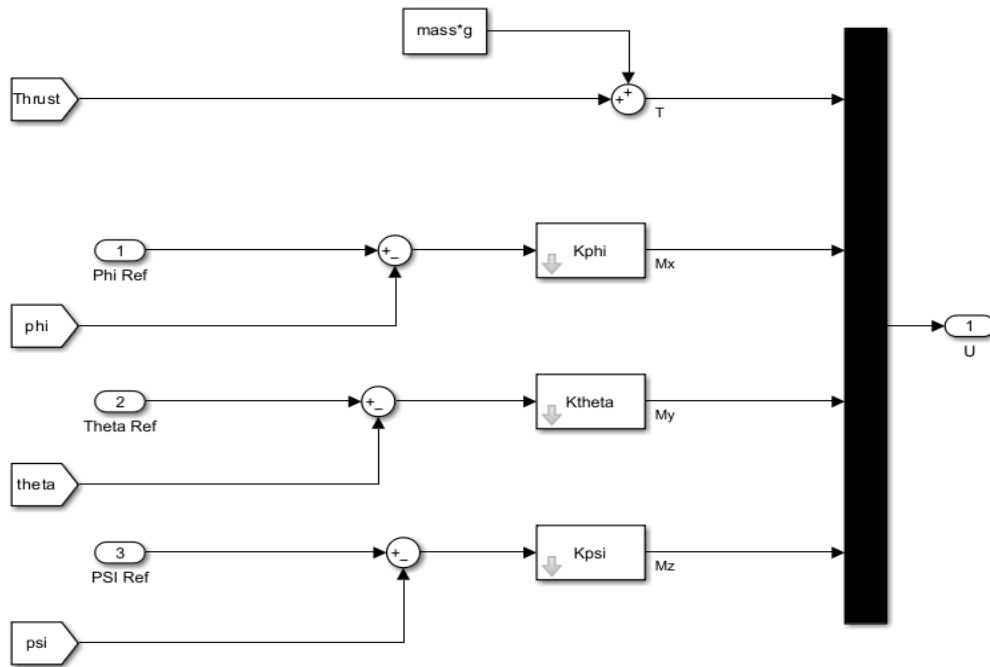 mass*g
Thrust
+
+
T
1
Phi Ref
+
_
Kphi
Mx
phi
1
U
2
Theta Ref
+
_
Ktheta
My
theta
3
PSI Ref
+
_
Kpsi
Mz
psi